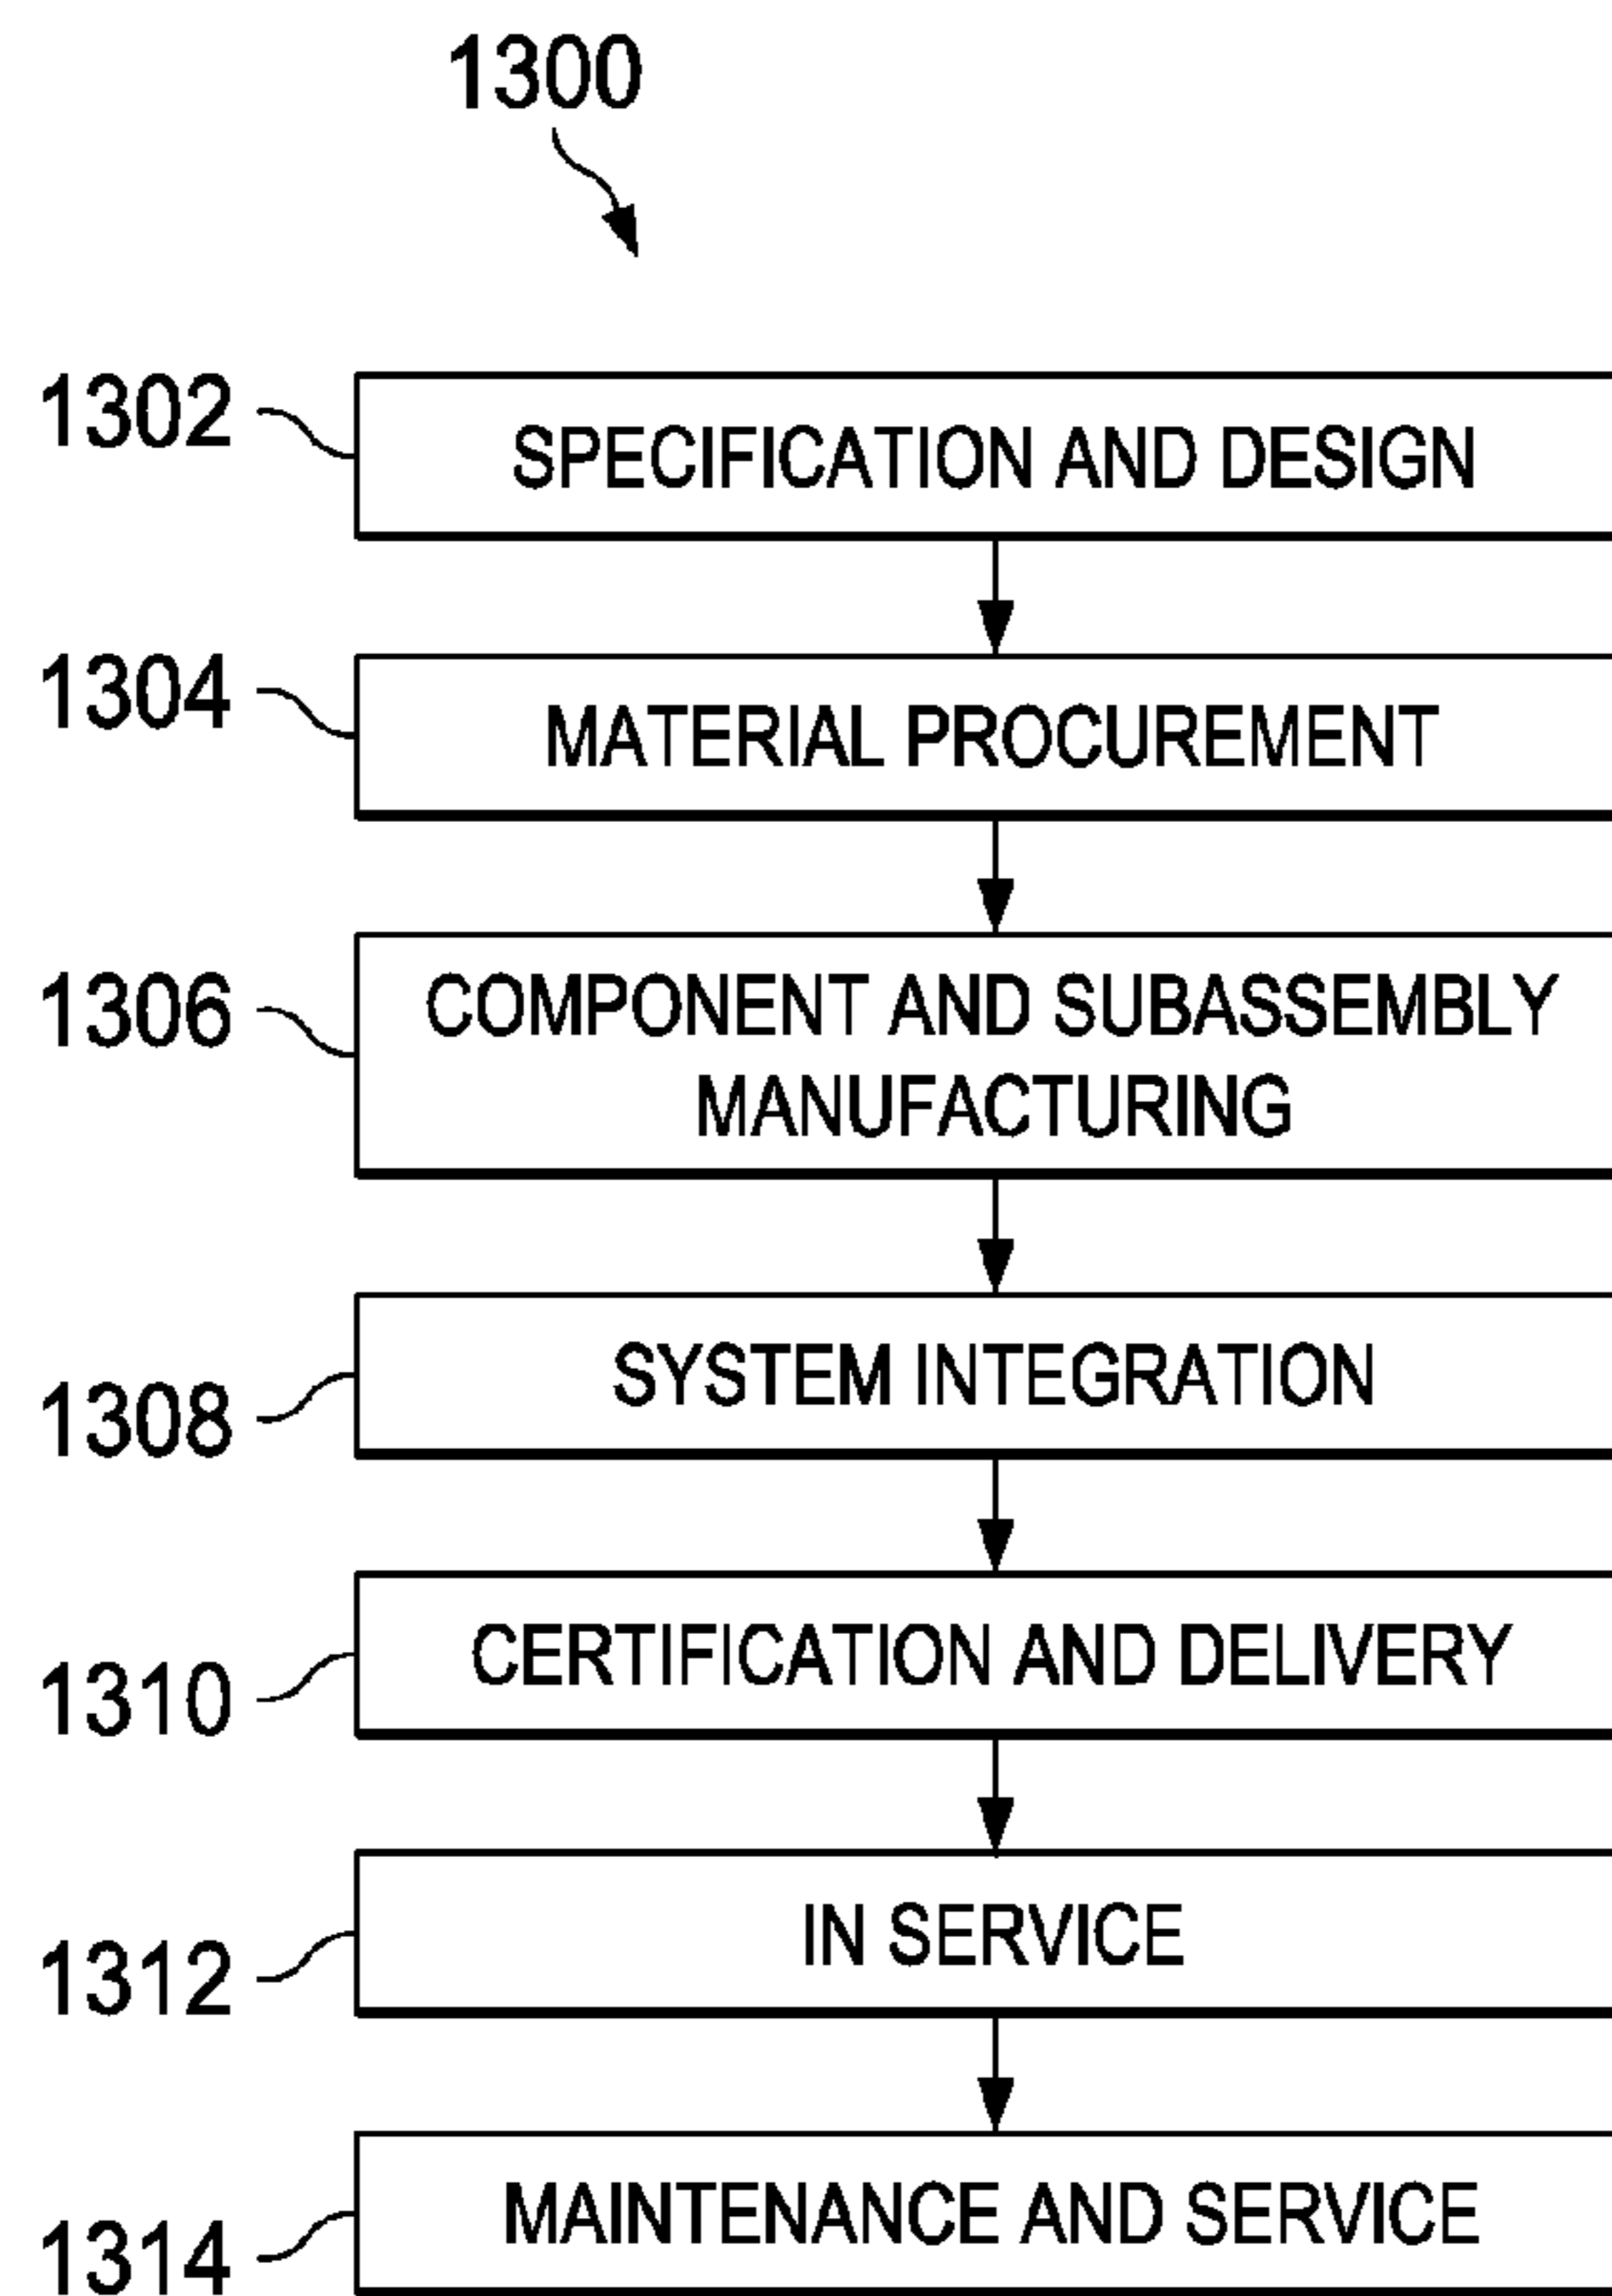 1300
1302
SPECIFICATION AND DESIGN
1304
MATERIAL PROCUREMENT
1306
COMPONENT AND SUBASSEMBLY
MANUFACTURING
1308
SYSTEM INTEGRATION
1310
CERTIFICATION AND DELIVERY
1312
IN SERVICE
1314
MAINTENANCE AND SERVICE